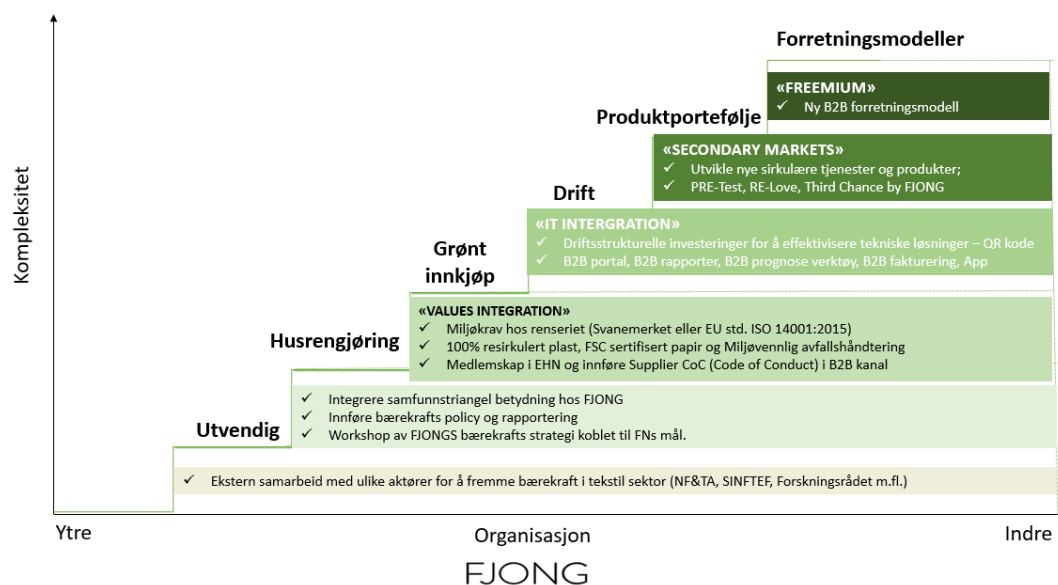 Forretningsmodeller
«FREEMIUM»
✓ Ny B2B forretningsmodell
Produktportefølje
«SECONDARY MARKETS»
✓ Utvikle nye sirkulære tjenester og produkter;
✓ PRE-Test, RE-Love, Third Chance by FJONG
Drift
«IT INTERGRATION»
✓ Driftsstrukturelle investeringer for å effektivisere tekniske løsninger – QR kode
✓ B2B portal, B2B rapporter, B2B prognose verktøy, B2B fakturering, App
Grønt
innkjøp
«VALUES INTEGRATION»
✓ Miljøkrav hos renseriet (Svanemerket eller EU std. ISO 14001:2015)
✓ 100% resirkulert plast, FSC sertifisert papir og Miljøvennlig avfallshåndtering
✓ Medlemskap i EHN og innføre Supplier CoC (Code of Conduct) i B2B kanal
Husrengjøring
✓ Integrere samfunnstriangel betydning hos FJONG
✓ Innføre bærekrafts policy og rapportering
✓ Workshop av FJONGS bærekrafts strategi koblet til FNs mål.
Utvendig
✓ Ekstern samarbeid med ulike aktører for å fremme bærekraft i tekstil sektor (NF&TA, SINFTEF, Forskningsrådet m.fl.)
Kompleksitet
Ytre
Organisasjon
Indre
FJONG